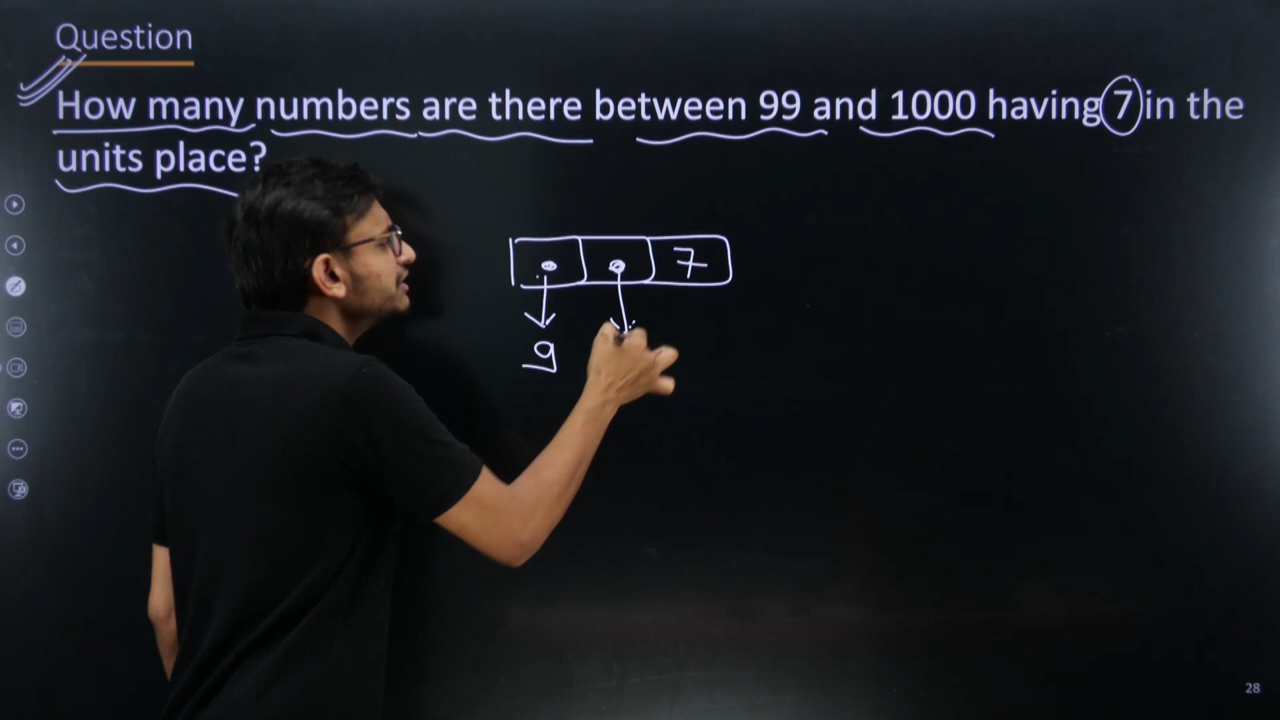 Question
How many numbers are there between 99 and 1000 having 7 in the
units place?
7
9
28